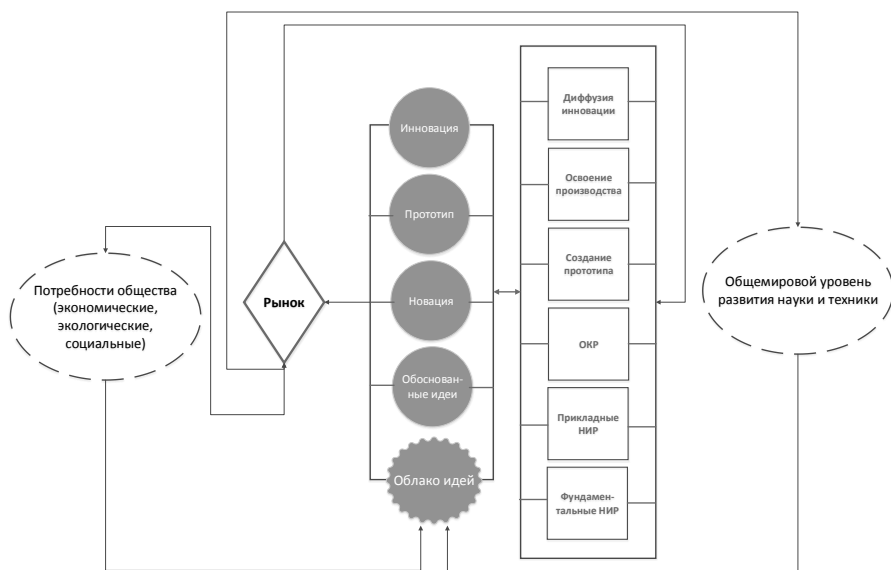 Потребности общества
(экономические,
экологические,
социальные)
Рынок
Инновация
Прототип
Новация
Обоснован-
ные идеи
Облако идей
Диффузия
инновации
Освоение
производства
Создание
прототипа
ОКР
Прикладные
НИР
Фундамен-
тальные НИР
Общемировой уровень
развития науки и техники